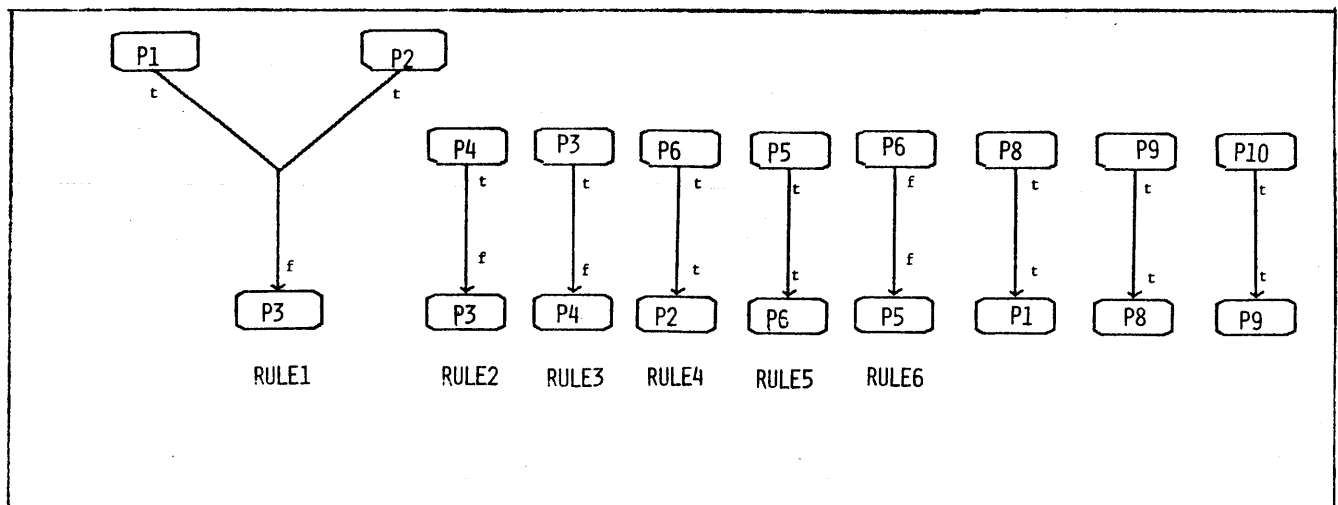 P1 P2
t t
P4 P3 P6 P5 P6 P8 P9 P10
t t t t f t t t
f f f t t f t t t
P3 P3 P4 P2 P6 P5 P1 P8 P9
RULE1 RULE2 RULE3 RULE4 RULE5 RULE6